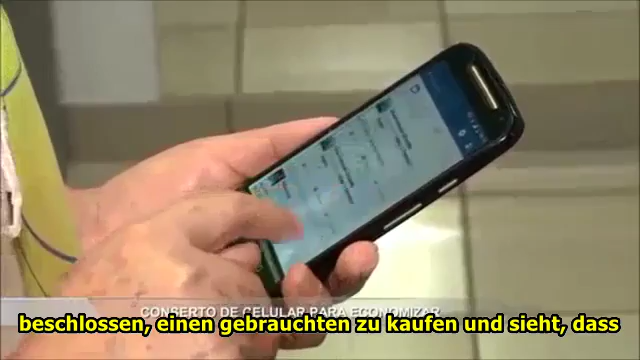 CONSERTO DE CELULAR PARA ECONOMIZAR
beschlossen, einen gebrauchten zu kaufen und sieht, dass